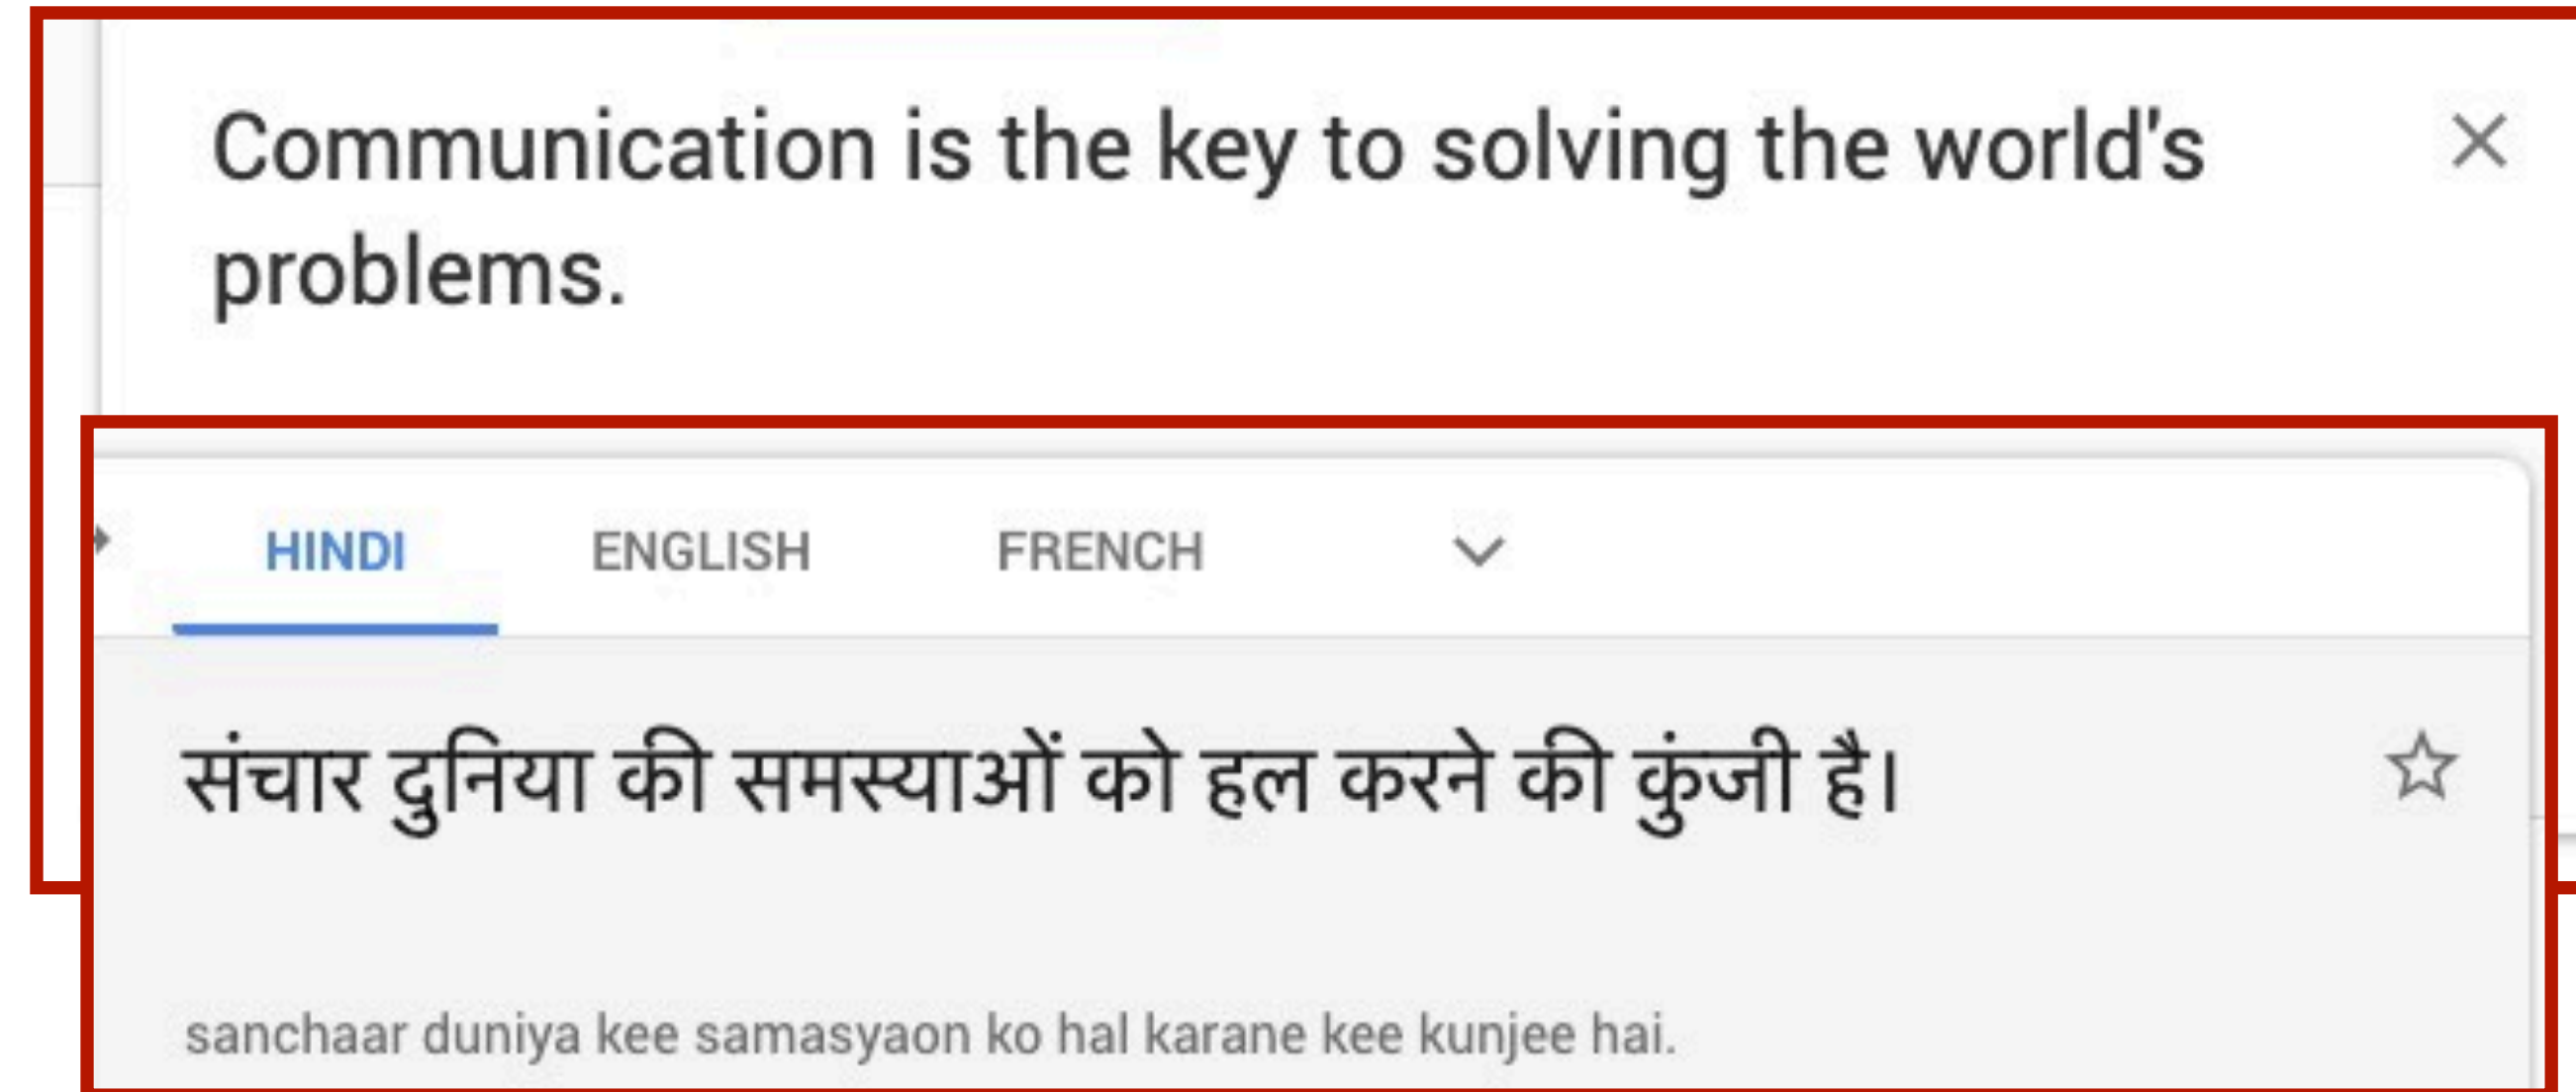 Communication is the key to solving the world's
problems.
HINDI ENGLISH FRENCH
संचार दुनिया की समस्याओं को हल करने की कुंजी है।
sanchaar duniya kee samasyaon ko hal karane kee kunjee hai.